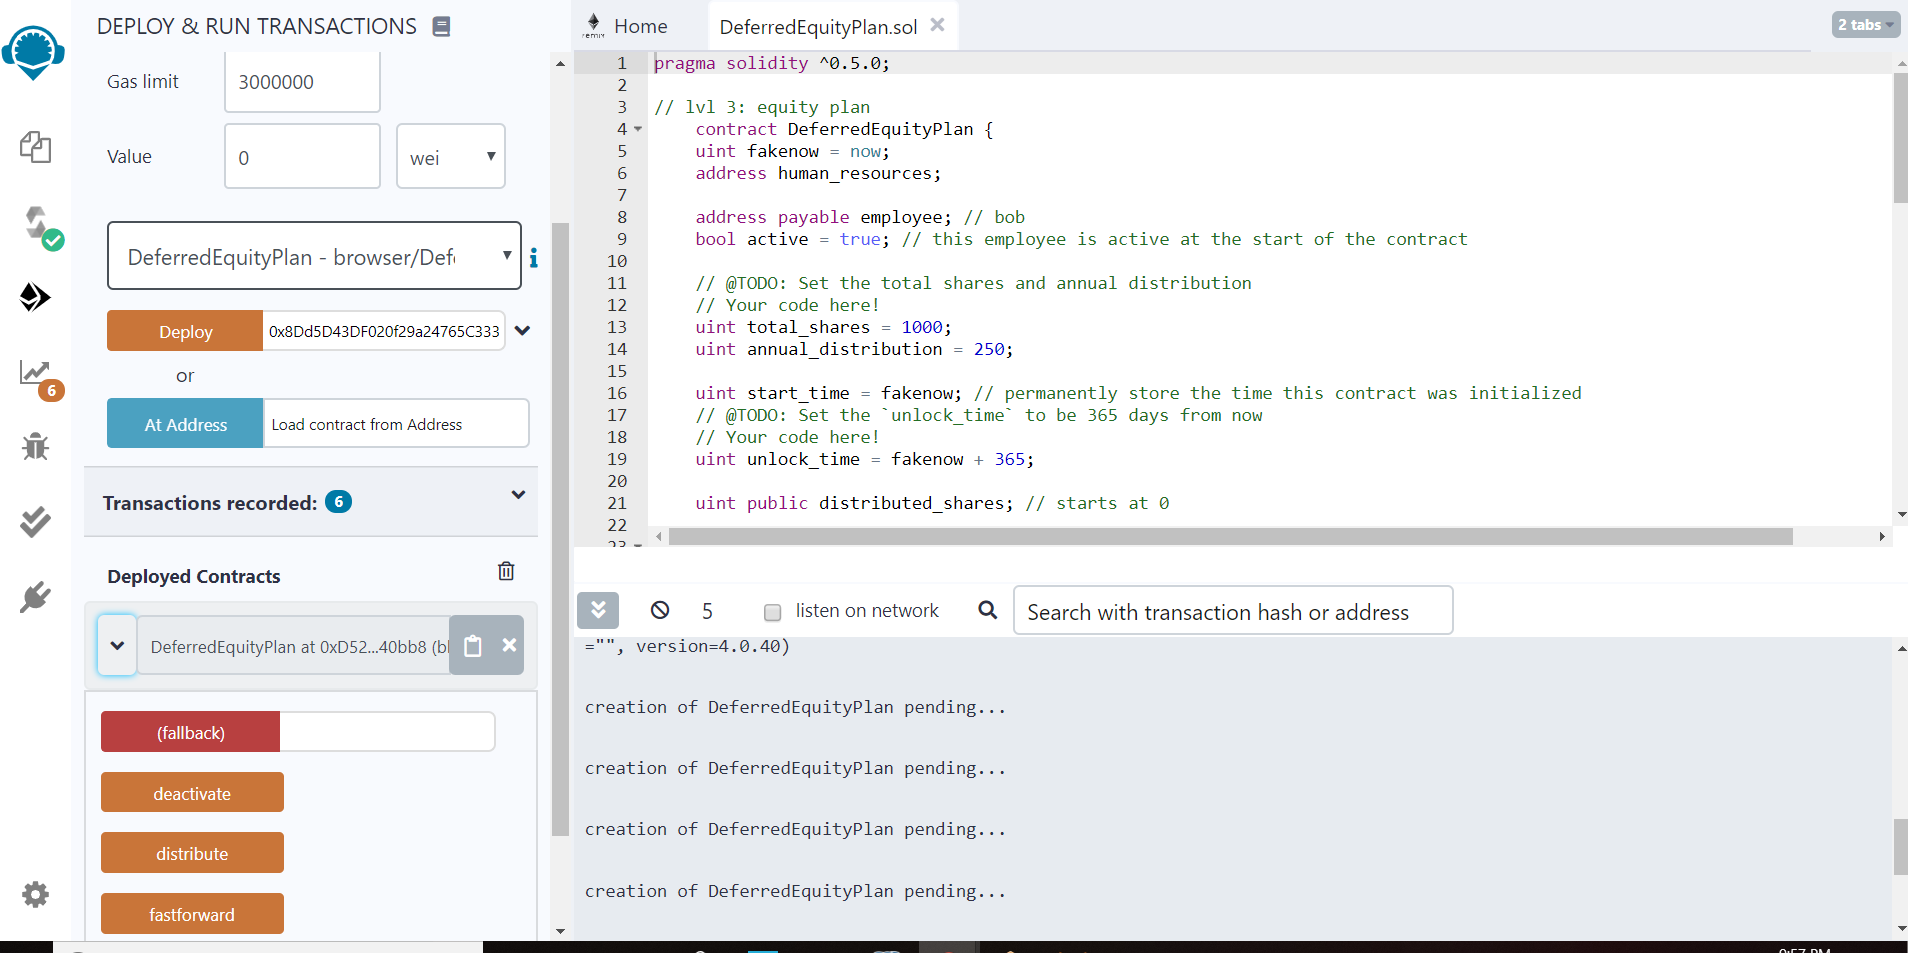 DEPLOY & RUN TRANSACTIONS
Gas limit
3000000
Value
0
wei
DeferredEquityPlan - browser/Def
Deploy
0x8Dd5D43DF020f29a24765C333
or
At Address
Load contract from Address
6
Transactions recorded: 6
Deployed Contracts
DeferredEquityPlan at 0xD52...40bb8 (bl
(fallback)
deactivate
distribute
fastforward
remix
Home
DeferredEquityPlan.sol
2 tabs
1 pragma solidity ^0.5.0;
2
3 // lvl 3: equity plan
4 contract DeferredEquityPlan {
5 uint fakenow = now;
6 address human_resources;
7
8 address payable employee; // bob
9 bool active = true; // this employee is active at the start of the contract
10
11 // @TODO: Set the total shares and annual distribution
12 // Your code here!
13 uint total_shares = 1000;
14 uint annual_distribution = 250;
15
16 uint start_time = fakenow; // permanently store the time this contract was initialized
17 // @TODO: Set the `unlock_time` to be 365 days from now
18 // Your code here!
19 uint unlock_time = fakenow + 365;
20
21 uint public distributed_shares; // starts at 0
22
23
5
listen on network
Search with transaction hash or address
="", version=4.0.40)
creation of DeferredEquityPlan pending...
creation of DeferredEquityPlan pending...
creation of DeferredEquityPlan pending...
creation of DeferredEquityPlan pending...